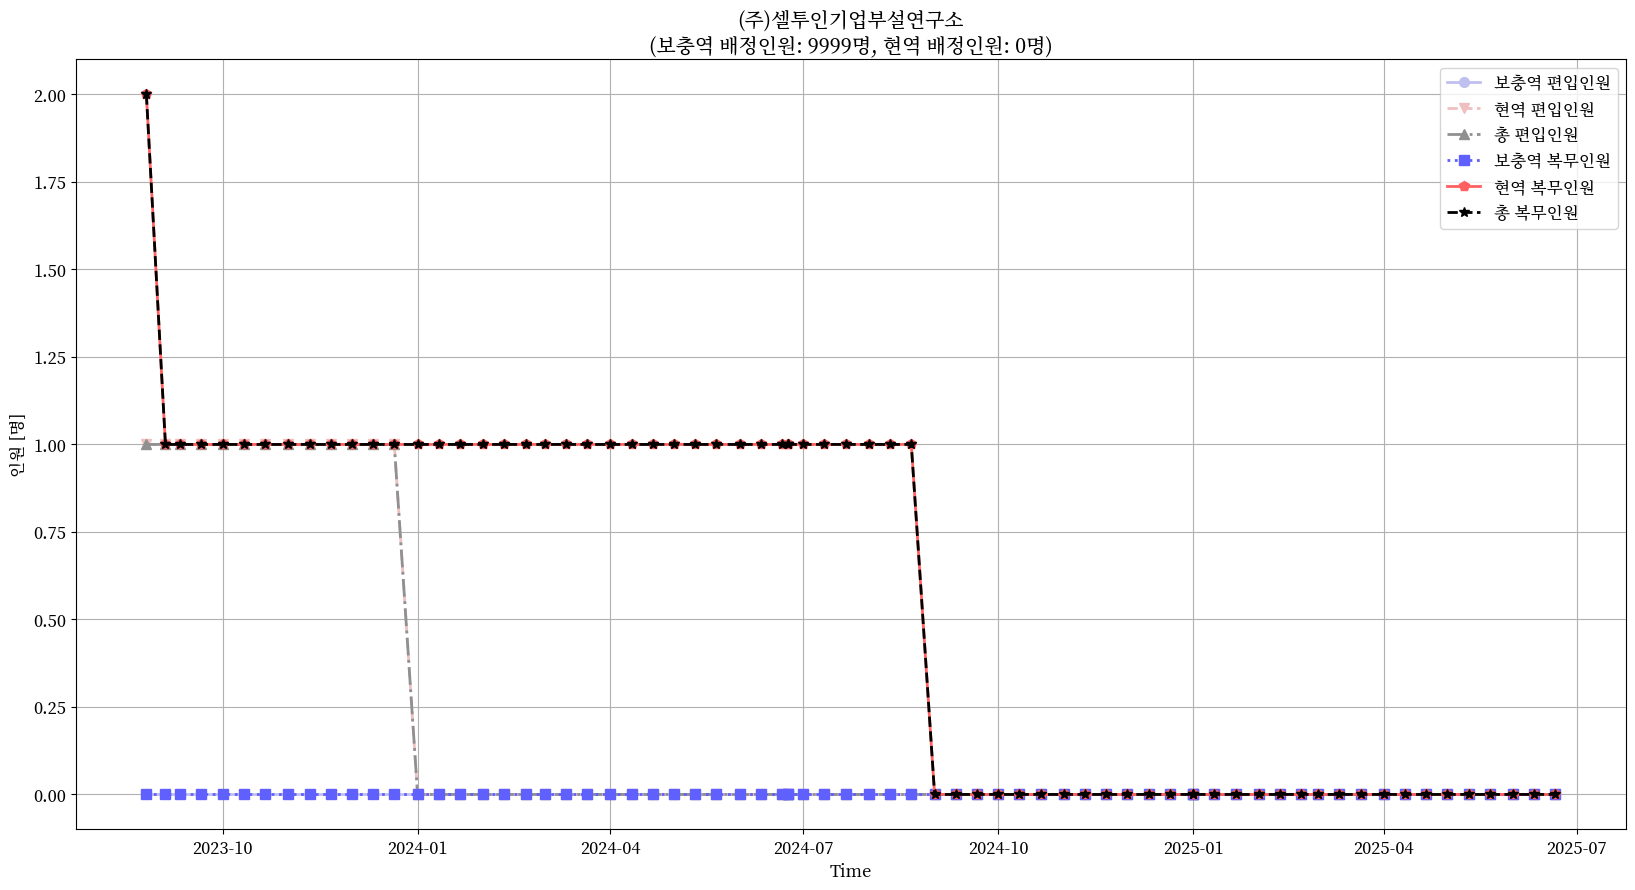 (주)셀투인기업부설연구소
(보충역 배정인원: 9999명, 현역 배정인원: 0명)
보충역 편입인원
현역 편입인원
총 편입인원
보충역 복무인원
현역 복무인원
총 복무인원
인원 [명]
2.00
1.75
1.50
1.25
1.00
0.75
0.50
0.25
0.00
2023-10 2024-01 2024-04 2024-07 2024-10 2025-01 2025-04 2025-07
Time